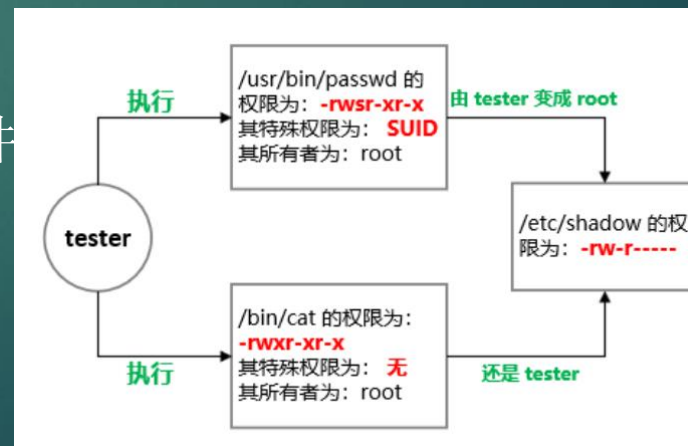 件
tester
执行
/usr/bin/passwd 的
权限为：-rwsr-xr-x
其特殊权限为：SUID
其所有者为：root
由 tester 变成 root
/etc/shadow 的权
限为：-rw-r-----
执行
/bin/cat 的权限为：
-rwxr-xr-x
其特殊权限为：无
其所有者为：root
还是 tester